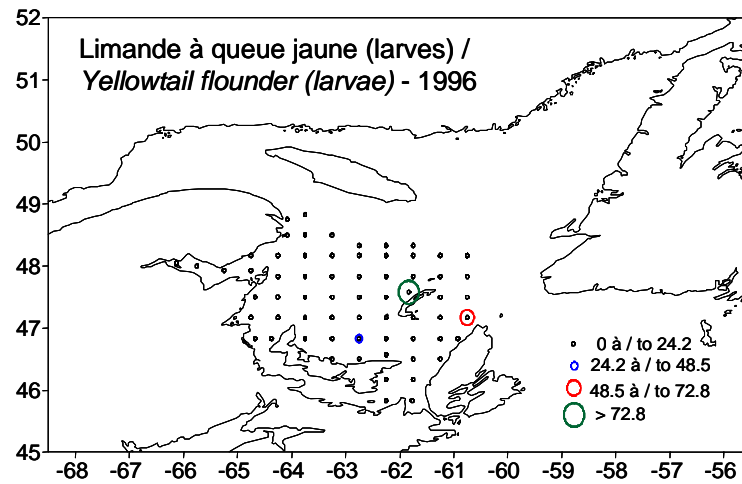 Limande à queue jaune (larves) /
Yellowtail flounder (larvae) - 1996
52
51
50
49
48
47
46
45
0 à / to 24.2
24.2 à / to 48.5
48.5 à / to 72.8
> 72.8
-68 -67 -66 -65 -64 -63 -62 -61 -60 -59 -58 -57 -56